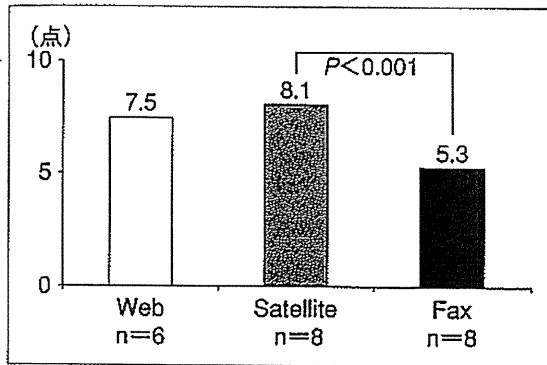 (点)
10
P<0.001
7.5
8.1
5.3
5
0
Web
Satellite
Fax
n=6
n=8
n=8